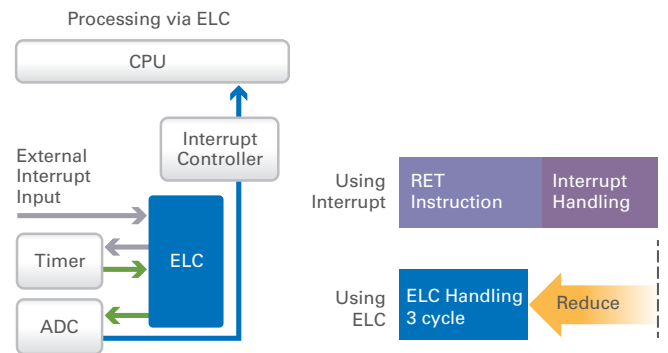 Processing via ELC
CPU
Interrupt
Controller
External
Interrupt
Input
Timer
ELC
ADC
Using
Interrupt
RET
Instruction
Interrupt
Handling
Using
ELC
ELC Handling
3 cycle
Reduce